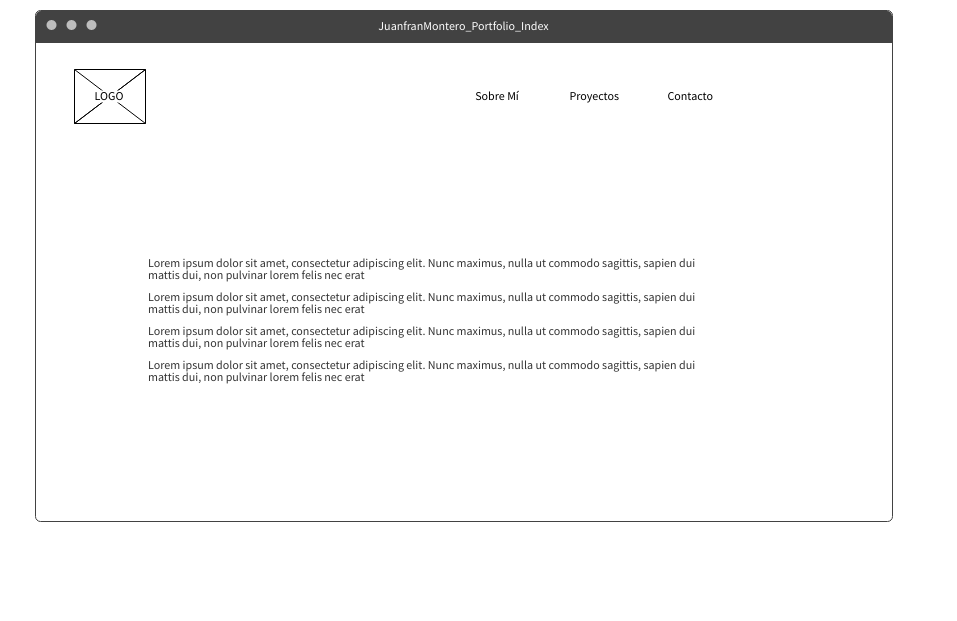 JuanfranMontero_Portfolio_Index
LOGO
Sobre Mí
Proyectos
Contacto
Lorem ipsum dolor sit amet, consectetur adipiscing elit. Nunc maximus, nulla ut commodo sagittis, sapien dui
mattis dui, non pulvinar lorem felis nec erat
Lorem ipsum dolor sit amet, consectetur adipiscing elit. Nunc maximus, nulla ut commodo sagittis, sapien dui
mattis dui, non pulvinar lorem felis nec erat
Lorem ipsum dolor sit amet, consectetur adipiscing elit. Nunc maximus, nulla ut commodo sagittis, sapien dui
mattis dui, non pulvinar lorem felis nec erat
Lorem ipsum dolor sit amet, consectetur adipiscing elit. Nunc maximus, nulla ut commodo sagittis, sapien dui
mattis dui, non pulvinar lorem felis nec erat